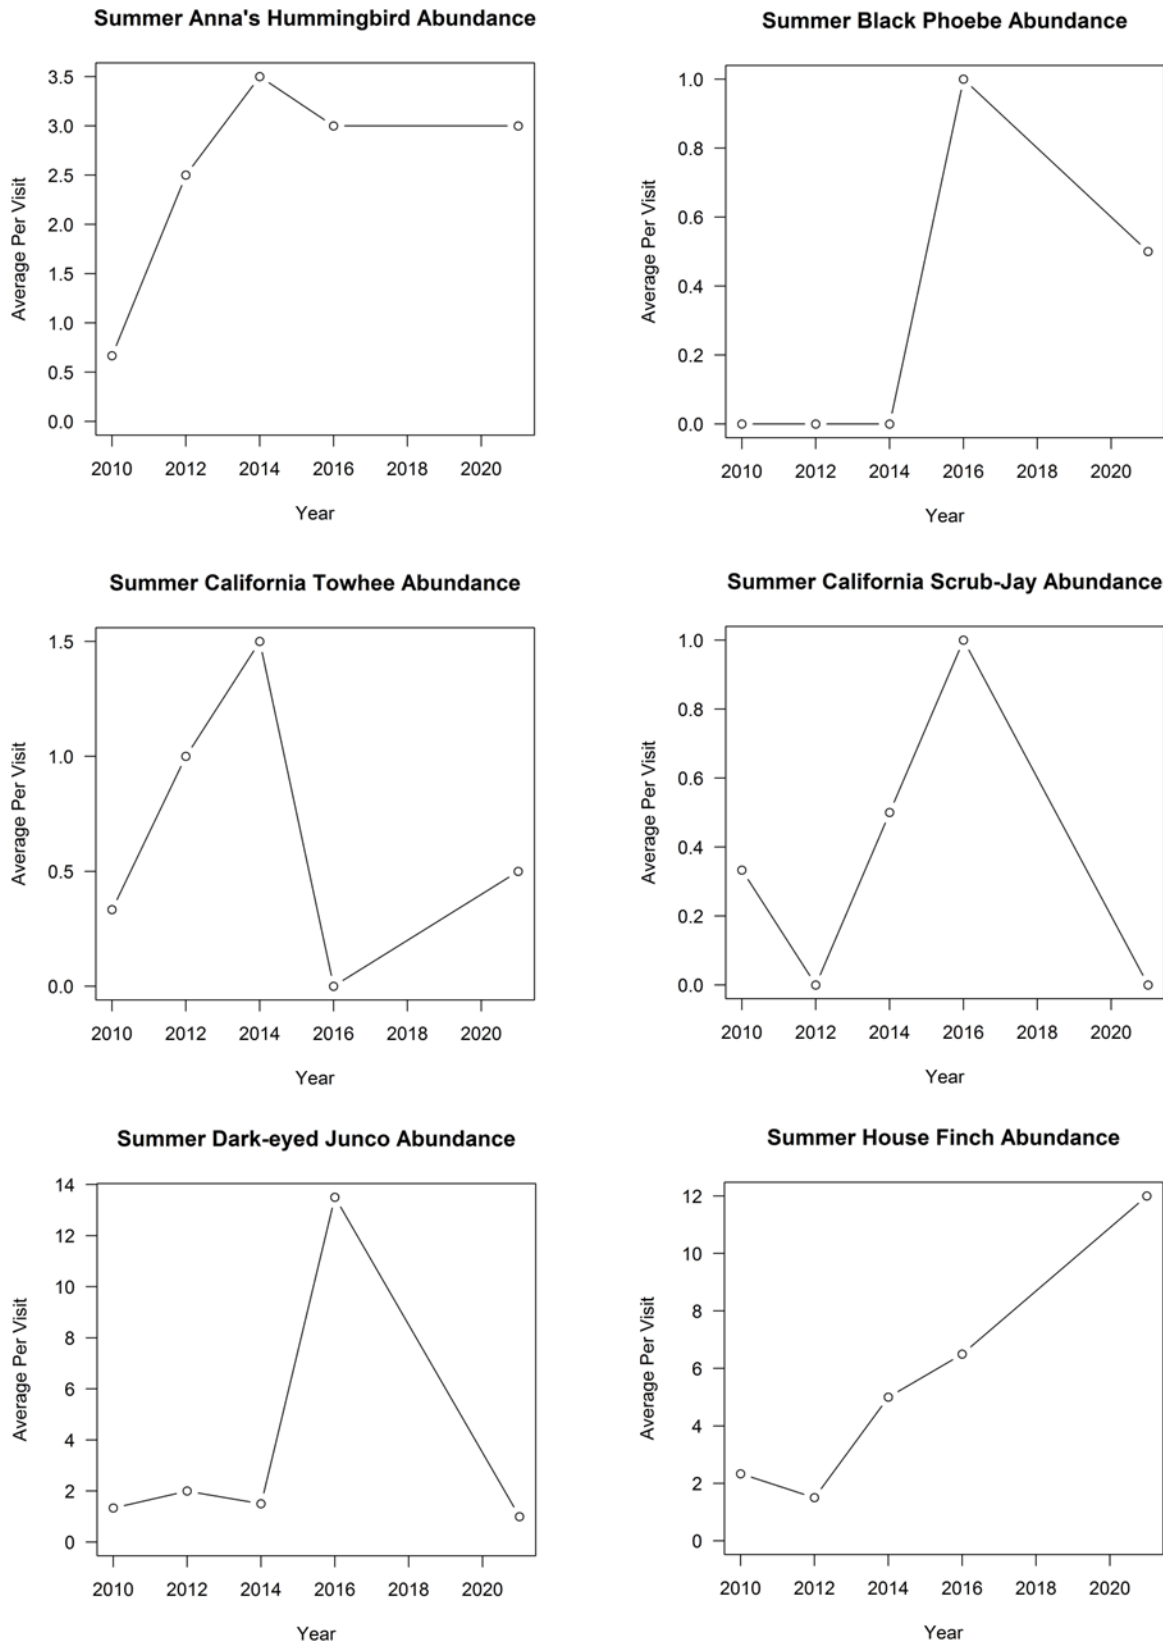 Summer Anna's Hummingbird Abundance
3.5
3.0
2.5
2.0
1.5
1.0
0.5
0.0
Average Per Visit
2010 2012 2014 2016 2018 2020
Year
Summer Black Phoebe Abundance
1.0
0.8
0.6
0.4
0.2
0.0
Average Per Visit
2010 2012 2014 2016 2018 2020
Year
Summer California Towhee Abundance
1.5
1.0
0.5
0.0
Average Per Visit
2010 2012 2014 2016 2018 2020
Year
Summer California Scrub-Jay Abundance
1.0
0.8
0.6
0.4
0.2
0.0
Average Per Visit
2010 2012 2014 2016 2018 2020
Year
Summer Dark-eyed Junco Abundance
14
12
10
8
6
4
2
0
Average Per Visit
2010 2012 2014 2016 2018 2020
Year
Summer House Finch Abundance
12
10
8
6
4
2
0
Average Per Visit
2010 2012 2014 2016 2018 2020
Year